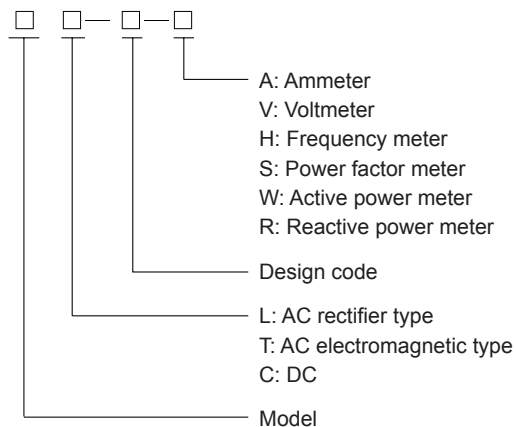 A: Ammeter
V: Voltmeter
H: Frequency meter
S: Power factor meter
W: Active power meter
R: Reactive power meter
Design code
L: AC rectifier type
T: AC electromagnetic type
C: DC
Model